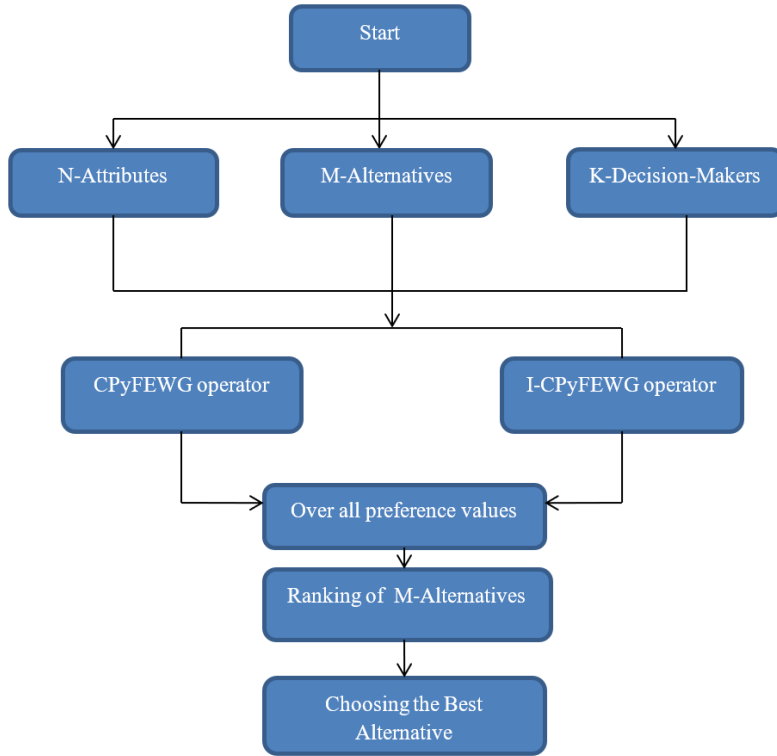 Start
N-Attributes
M-Alternatives
K-Decision-Makers
CPyFEWG operator
I-CPyFEWG operator
Over all preference values
Ranking of M-Alternatives
Choosing the Best
Alternative